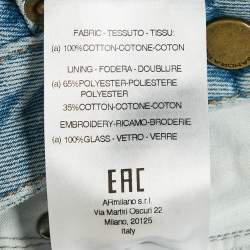 FABRIC - TESSUTO - TISSU:
(a) 100%COTTON-COTONE-COTON
LINING - FODERA - DOUBLURE
(a) 65%POLYESTER-POLIESTERE
POLYESTER
35%COTTON-COTONE-COTON
EMBROIDERY-RICAMO-BRODERIE
(a) 100%GLASS - VETRO - VERRE
EAC
ARmilano s.r.l.
Via Martiri Oscuri 22
Milano, 20125
Italy